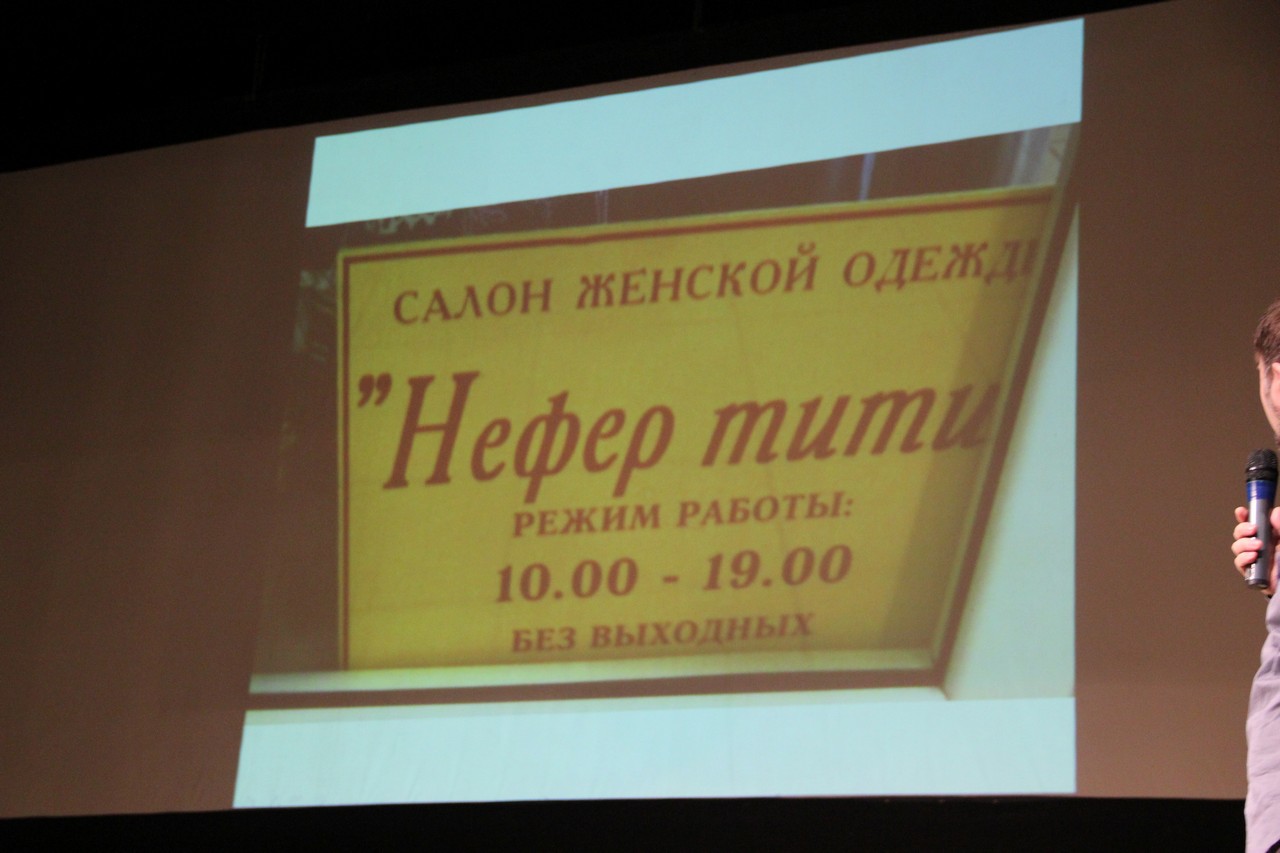 САЛОН ЖЕНСКОЙ ОДЕЖД
"Нефер тити
РЕЖИМ РАБОТЫ:
10.00 - 19.00
БЕЗ ВЫХОДНЫХ